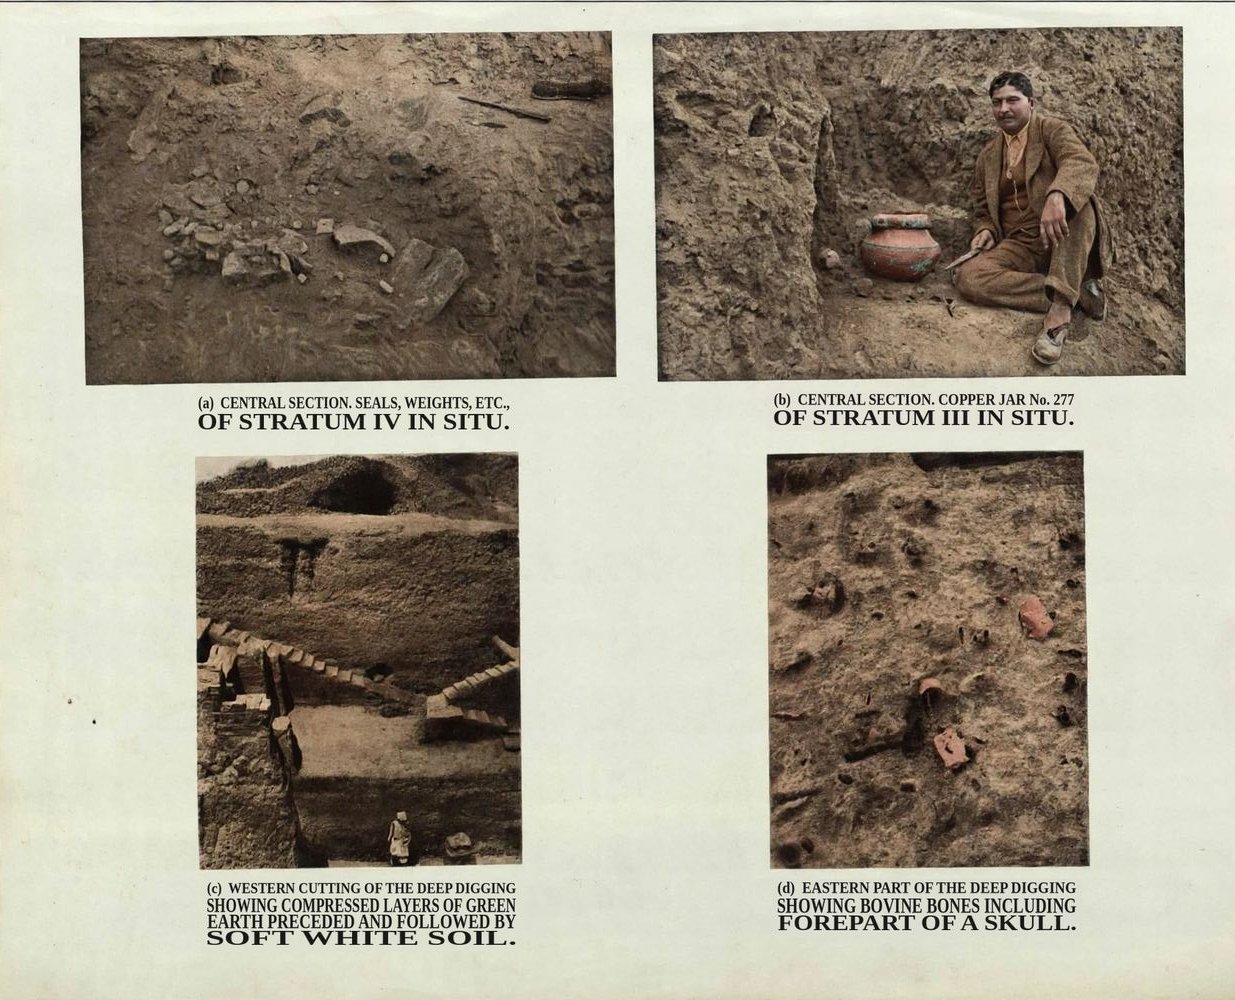 (a) CENTRAL SECTION. SEALS, WEIGHTS, ETC.,
OF STRATUM IV IN SITU.
(b) CENTRAL SECTION. COPPER JAR No. 277
OF STRATUM III IN SITU.
(c) WESTERN CUTTING OF THE DEEP DIGGING
SHOWING COMPRESSED LAYERS OF GREEN
EARTH PRECEDED AND FOLLOWED BY
SOFT WHITE SOIL.
(d) EASTERN PART OF THE DEEP DIGGING
SHOWING BOVINE BONES INCLUDING
FOREPART OF A SKULL.